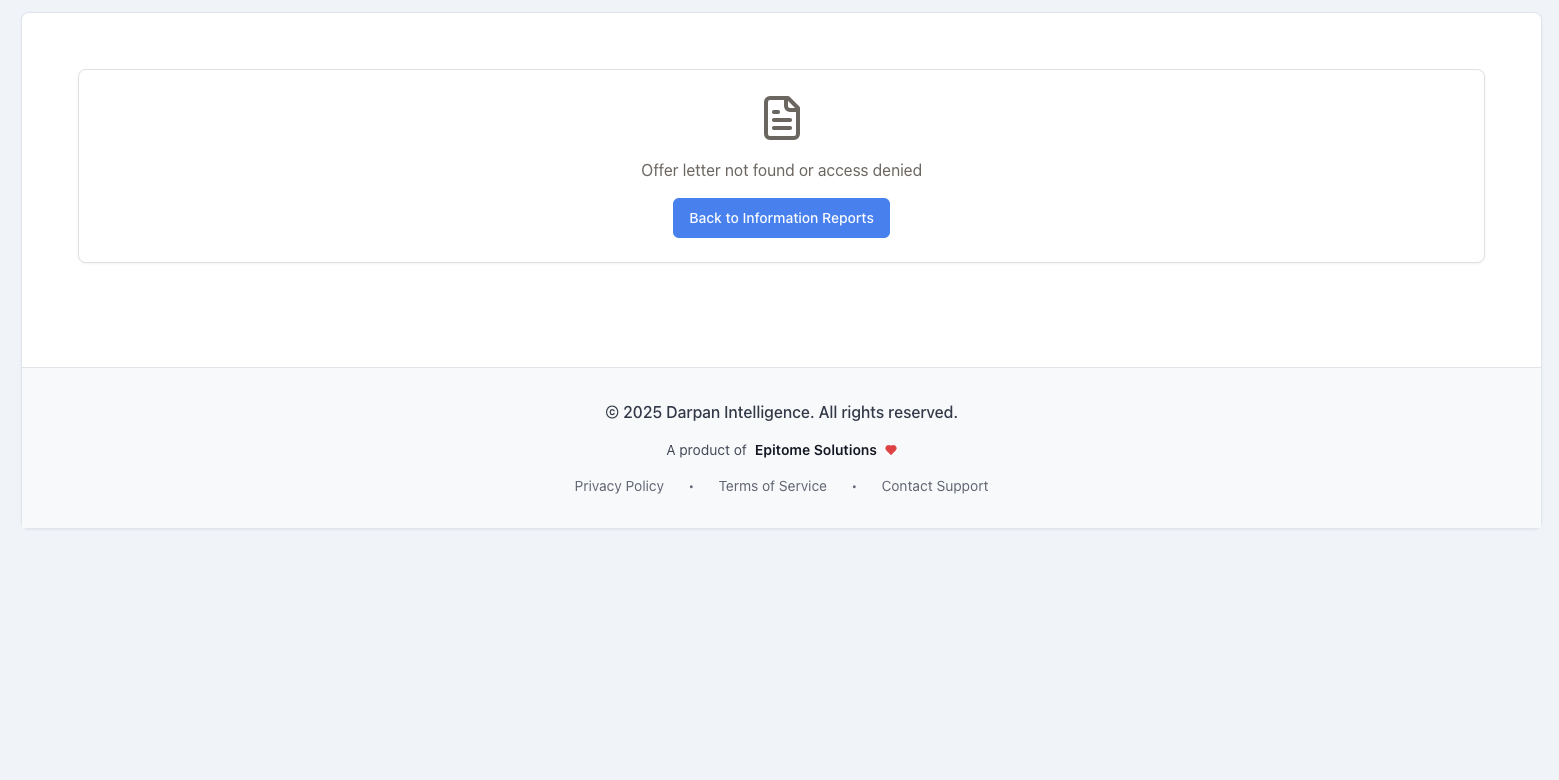 Offer letter not found or access denied
Back to Information Reports
© 2025 Darpan Intelligence. All rights reserved.
A product of Epitome Solutions ❤
Privacy Policy • Terms of Service • Contact Support